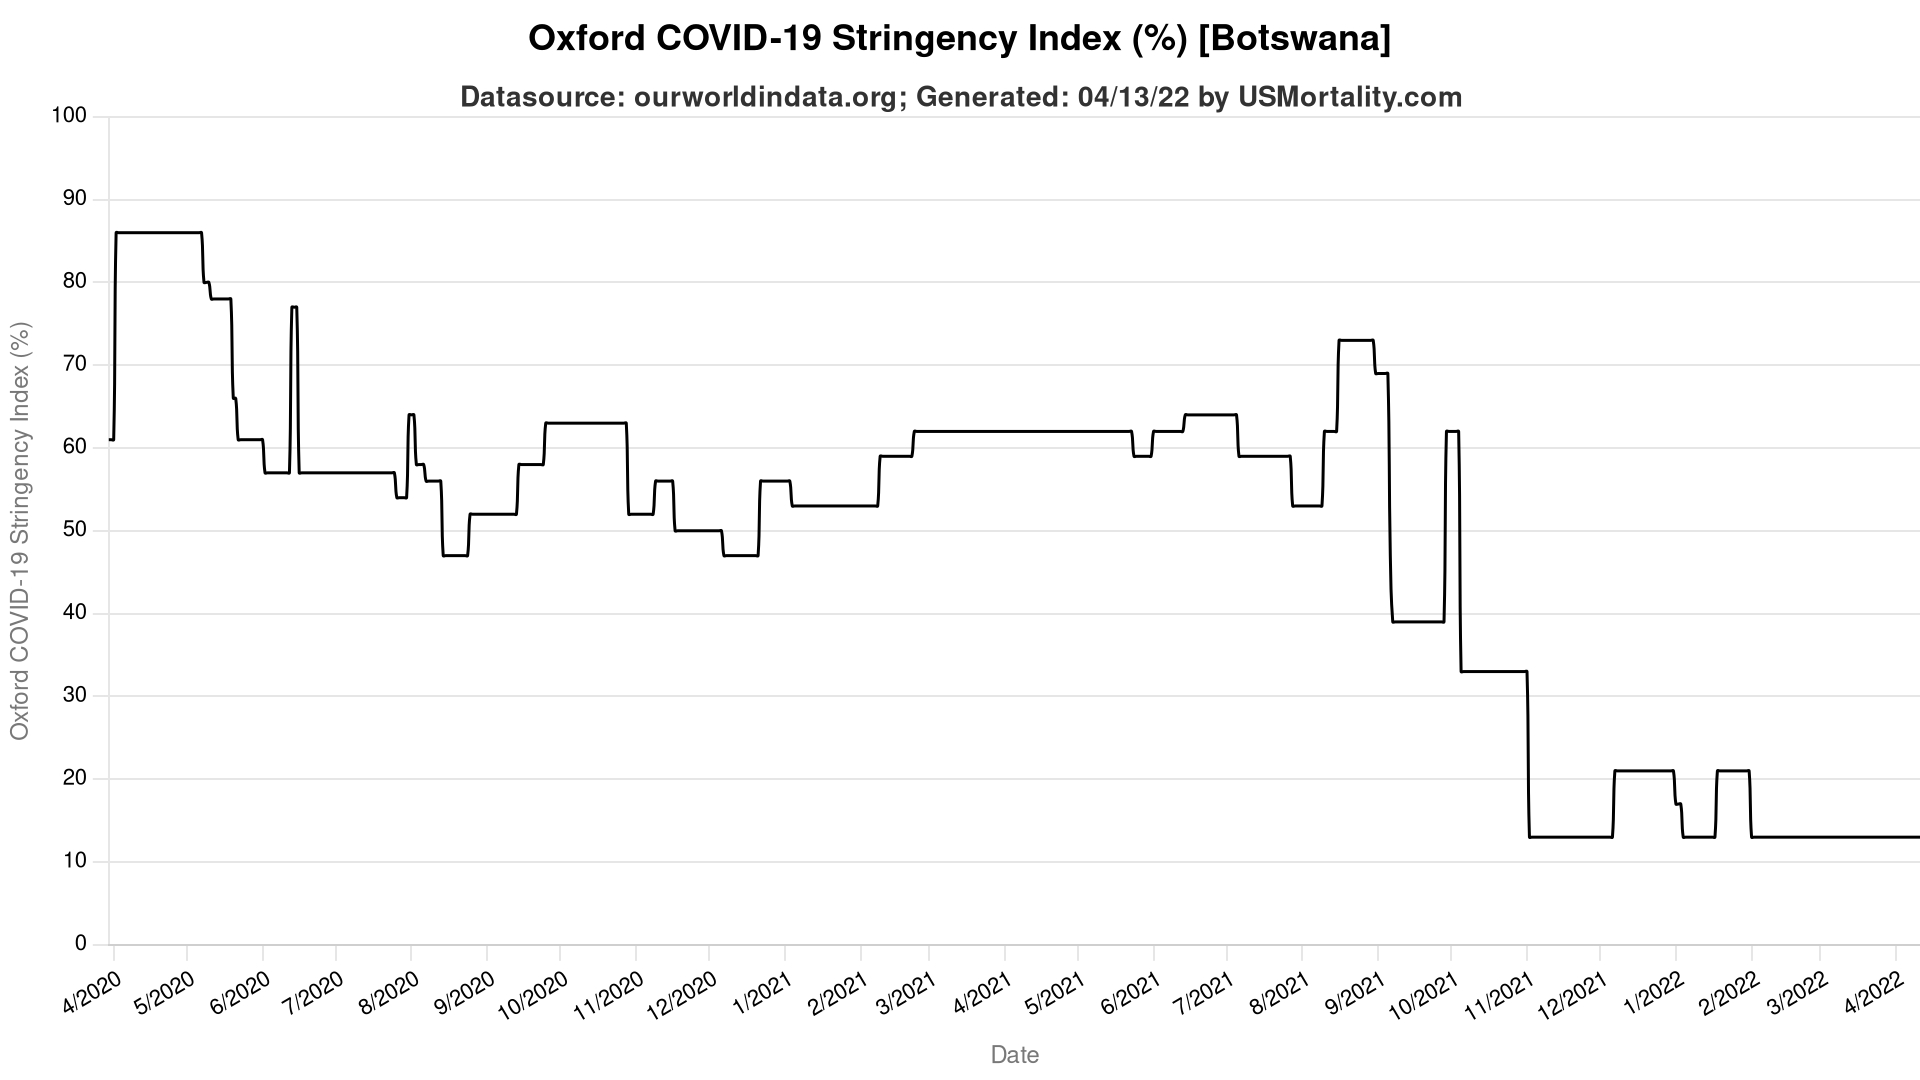 Oxford COVID-19 Stringency Index (%) [Botswana]
Datasource: ourworldindata.org; Generated: 04/13/22 by USMortality.com
Oxford COVID-19 Stringency Index (%)
100
90
80
70
60
50
40
30
20
10
0
4/2020 5/2020 6/2020 7/2020 8/2020 9/2020 10/2020 11/2020 12/2020 1/2021 2/2021 3/2021 4/2021 5/2021 6/2021 7/2021 8/2021 9/2021 10/2021 11/2021 12/2021 1/2022 2/2022 3/2022 4/2022
Date